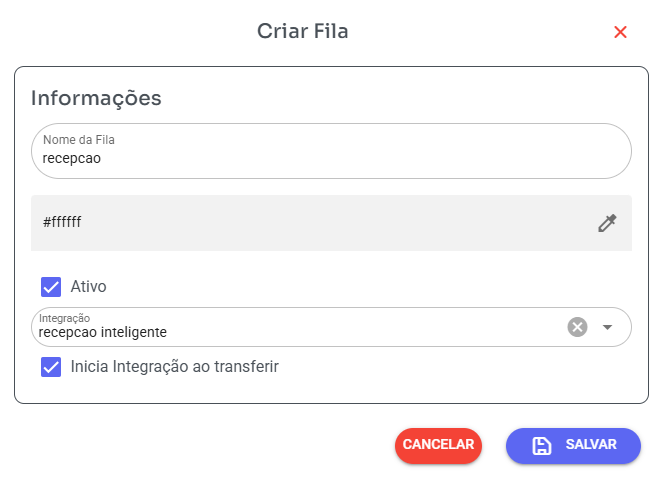 Criar Fila
Informações
Nome da Fila
recepcao
#ffffff
Ativo
Integração
recepcao inteligente
Inicia Integração ao transferir
CANCELAR
SALVAR